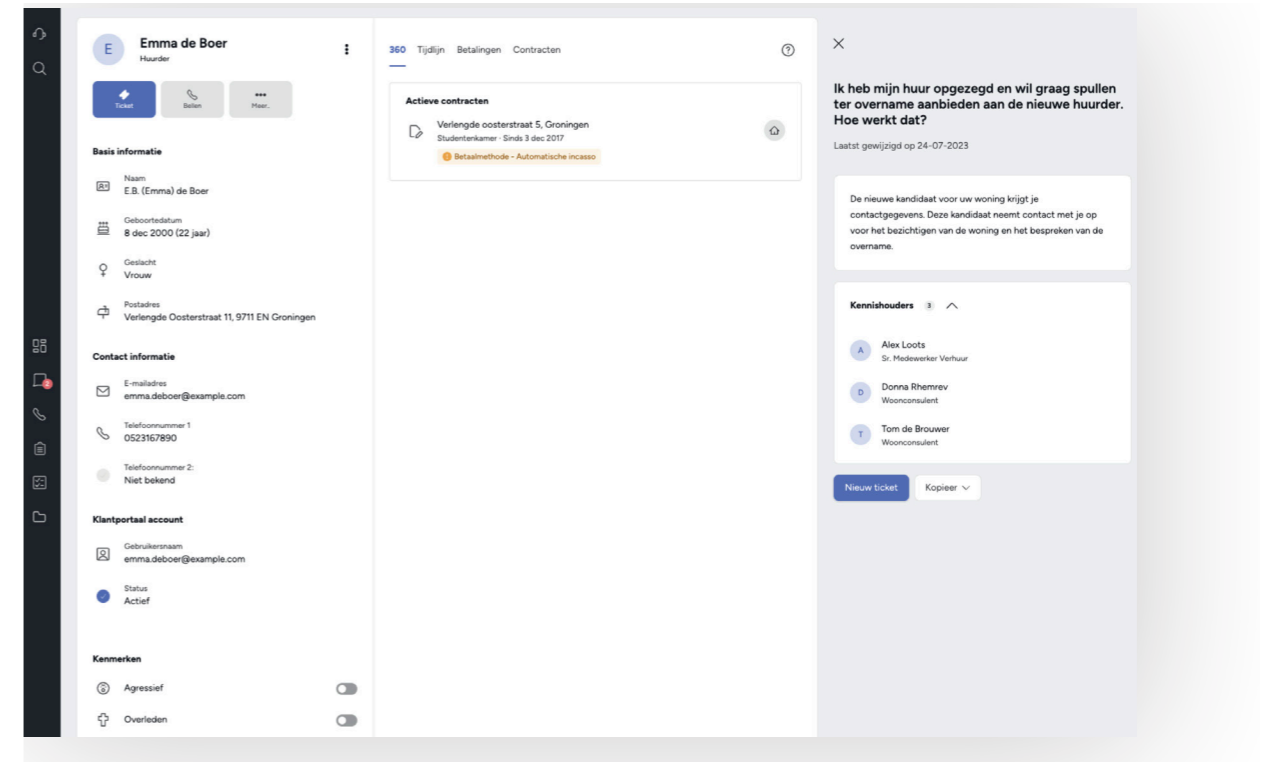 E
Emma de Boer
Huurder
Ticket
Bellen
Meer..
Basis informatie
Naam
E.B. (Emma) de Boer
Geboortedatum
8 dec 2000 (22 jaar)
Geslacht
Vrouw
Postadres
Verlengde Oosterstraat 11, 9711 EN Groningen
Contact informatie
E-mailadres
emma.deboer@example.com
Telefoonnummer 1
0523167890
Telefoonnummer 2:
Niet bekend
Klantportaal account
Gebruikersnaam
emma.deboer@example.com
Status
Actief
Kenmerken
Agressief
Overleden
2
360 Tijdlijn Betalingen Contracten
Actieve contracten
Verlengde oosterstraat 5, Groningen
Studentenkamer · Sinds 3 dec 2017
Betaalmethode - Automatische incasso
Ik heb mijn huur opgezegd en wil graag spullen
ter overname aanbieden aan de nieuwe huurder.
Hoe werkt dat?
Laatst gewijzigd op 24-07-2023
De nieuwe kandidaat voor uw woning krijgt je
contactgegevens. Deze kandidaat neemt contact met je op
voor het bezichtigen van de woning en het bespreken van de
overname.
Kennishouders 3
A
Alex Loots
Sr. Medewerker Verhuur
D
Donna Rhemrev
Woonconsulent
T
Tom de Brouwer
Woonconsulent
Nieuw ticket
Kopieer